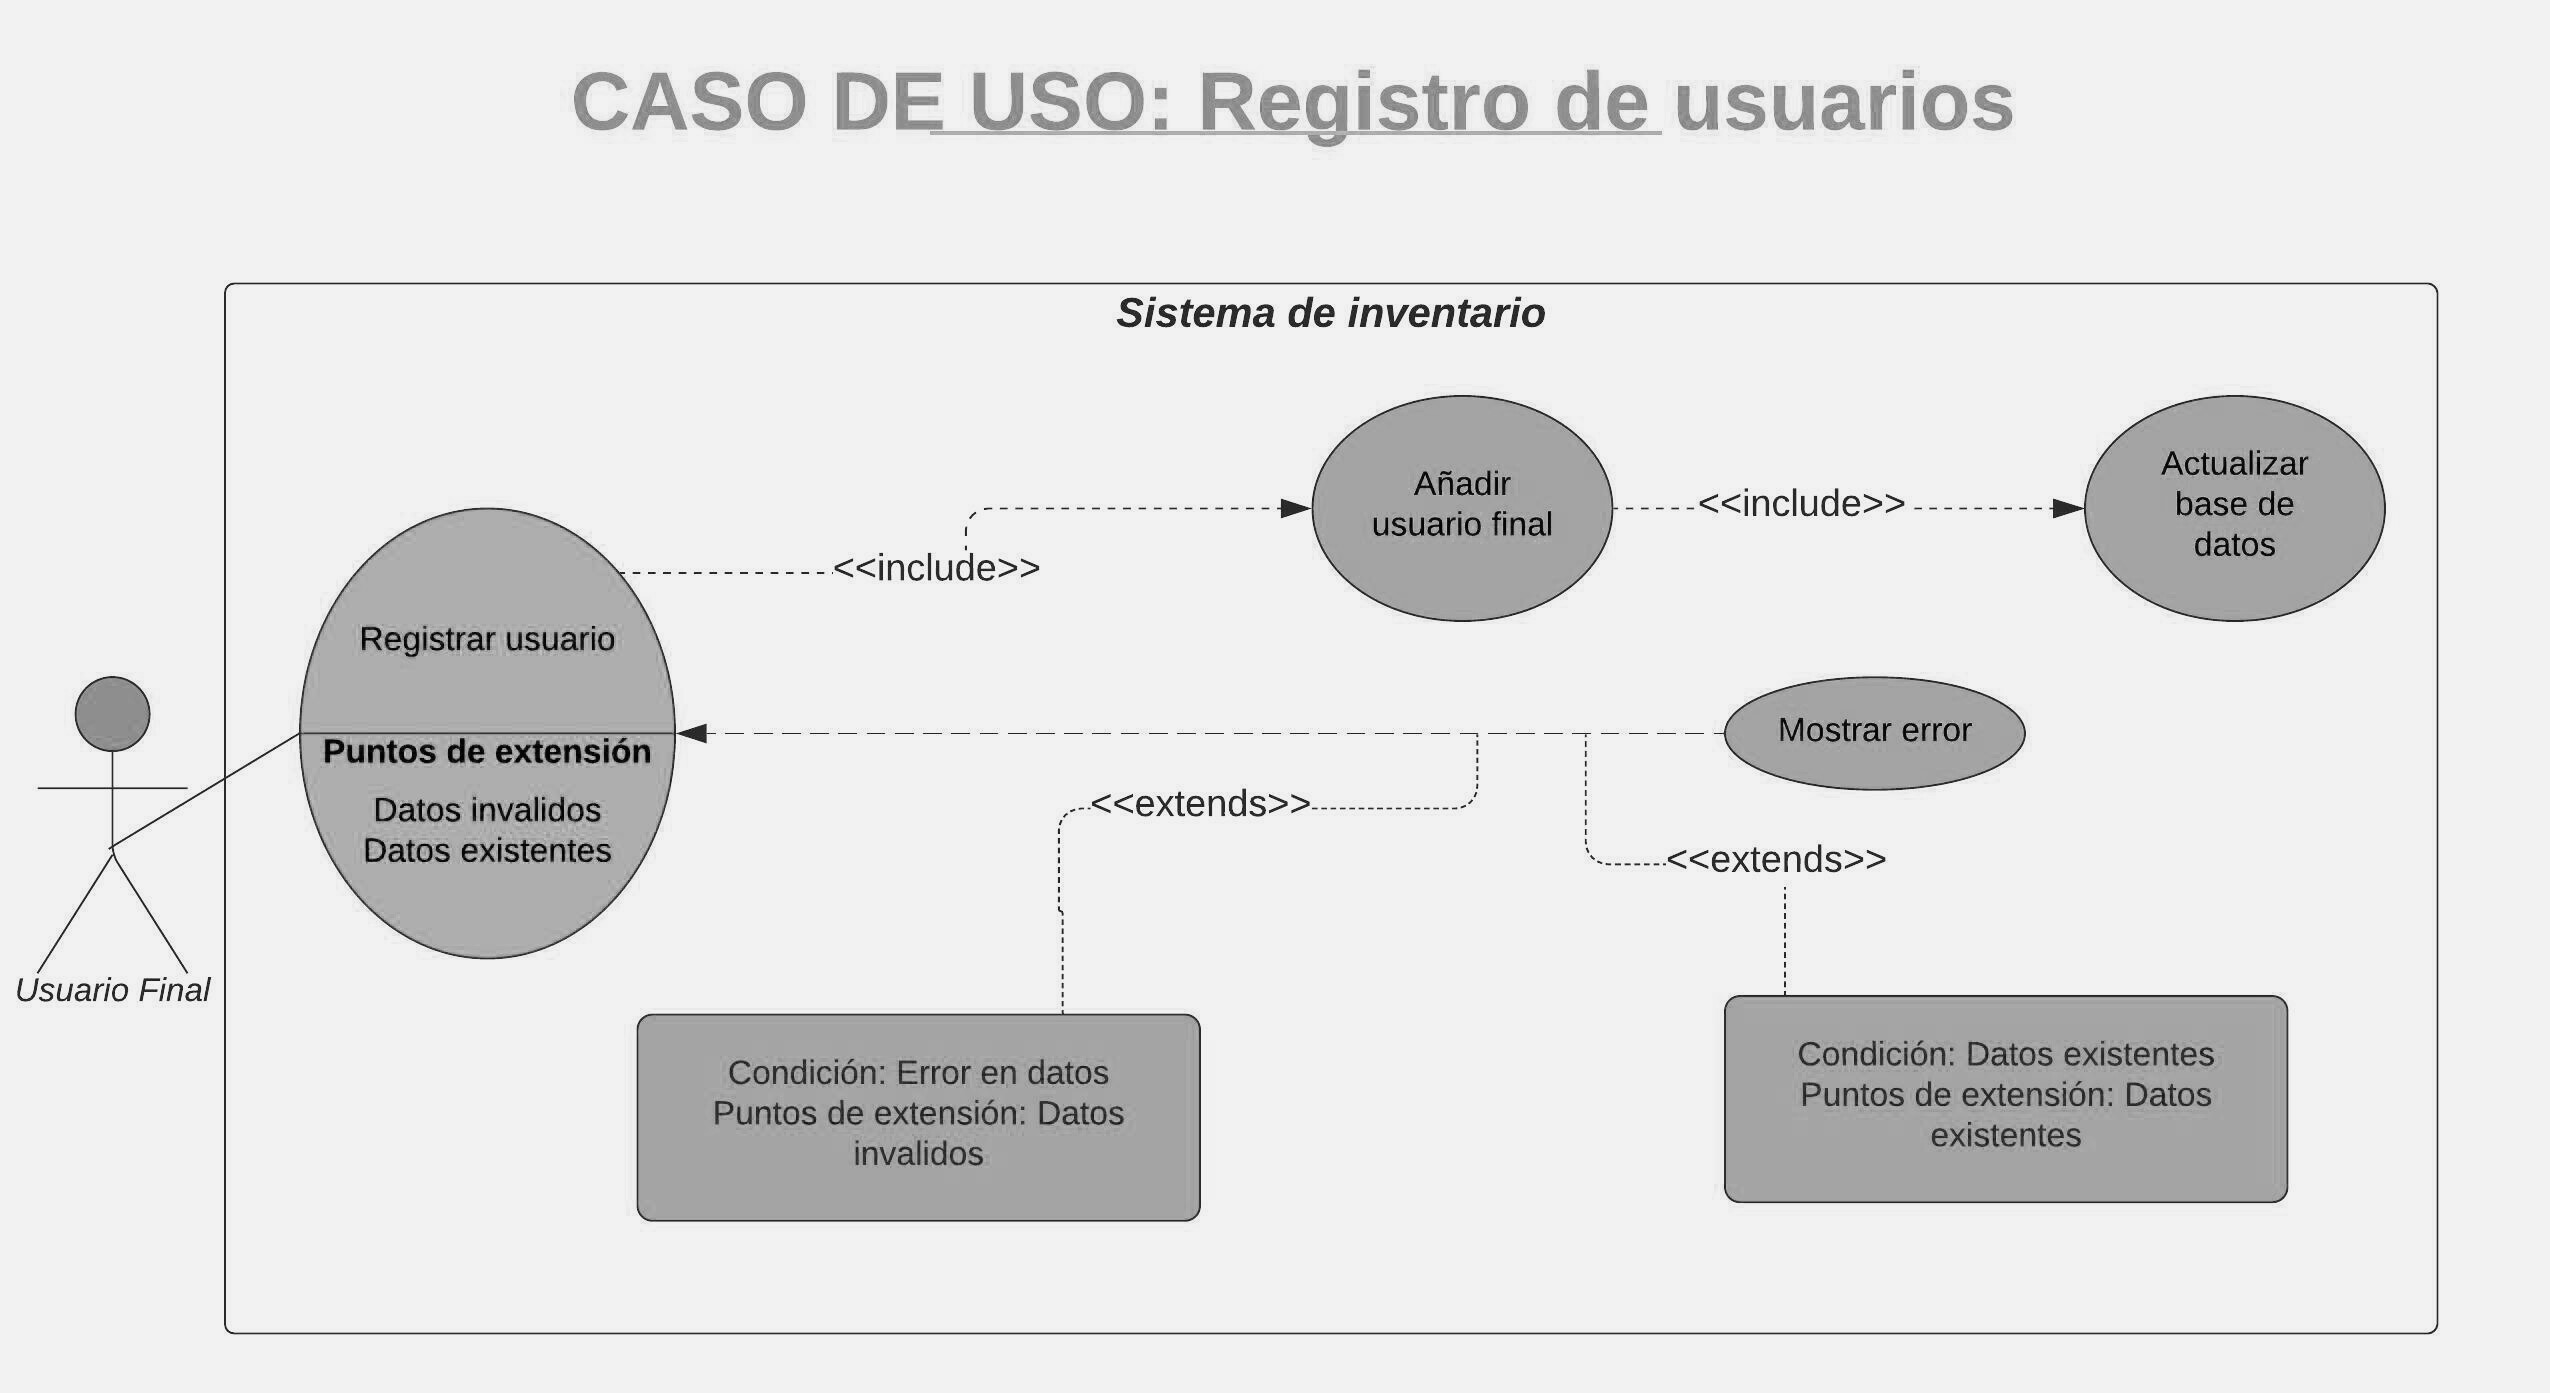 CASO DE USO: Registro de usuarios
Sistema de inventario
Añadir
usuario final
<<include>>
Actualizar
base de
datos
<<include>>
Registrar usuario
Puntos de extensión
Datos invalidos
Datos existentes
Mostrar error
<<extends>>
<<extends>>
Usuario Final
Condición: Error en datos
Puntos de extensión: Datos
invalidos
Condición: Datos existentes
Puntos de extensión: Datos
existentes